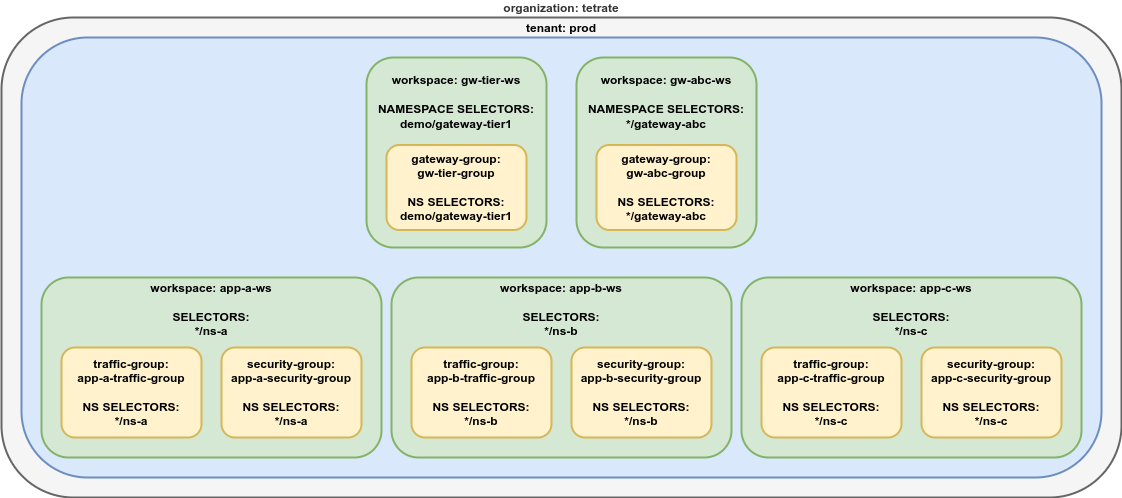 organization: tetrate
tenant: prod
workspace: gw-tier-ws
NAMESPACE SELECTORS:
demo/gateway-tier1
gateway-group:
gw-tier-group
NS SELECTORS:
demo/gateway-tier1
workspace: gw-abc-ws
NAMESPACE SELECTORS:
*/gateway-abc
gateway-group:
gw-abc-group
NS SELECTORS:
*/gateway-abc
workspace: app-a-ws
SELECTORS:
*/ns-a
traffic-group:
app-a-traffic-group
NS SELECTORS:
*/ns-a
security-group:
app-a-security-group
NS SELECTORS:
*/ns-a
workspace: app-b-ws
SELECTORS:
*/ns-b
traffic-group:
app-b-traffic-group
NS SELECTORS:
*/ns-b
security-group:
app-b-security-group
NS SELECTORS:
*/ns-b
workspace: app-c-ws
SELECTORS:
*/ns-c
traffic-group:
app-c-traffic-group
NS SELECTORS:
*/ns-c
security-group:
app-c-security-group
NS SELECTORS:
*/ns-c